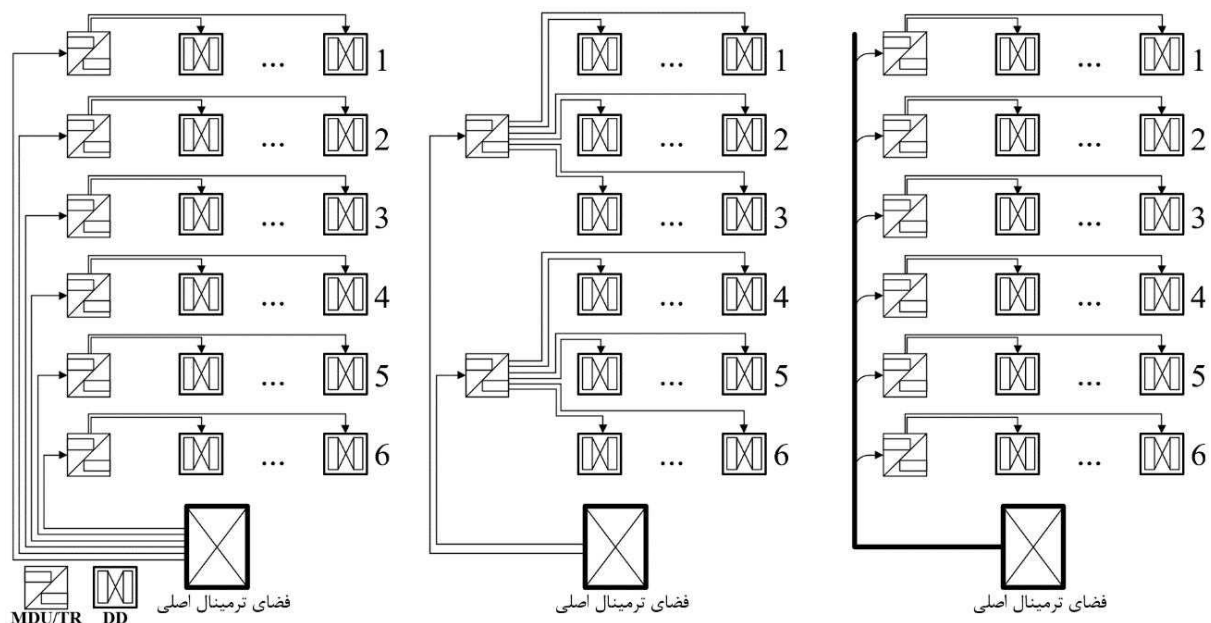 ... 1 ... 1 ... 1
... 2 ... 2 ... 2
... 3 ... 3 ... 3
... 4 ... 4 ... 4
... 5 ... 5 ... 5
... 6 ... 6 ... 6
MDU/TR DD
فضای ترمینال اصلی
فضای ترمینال اصلی
فضای ترمینال اصلی